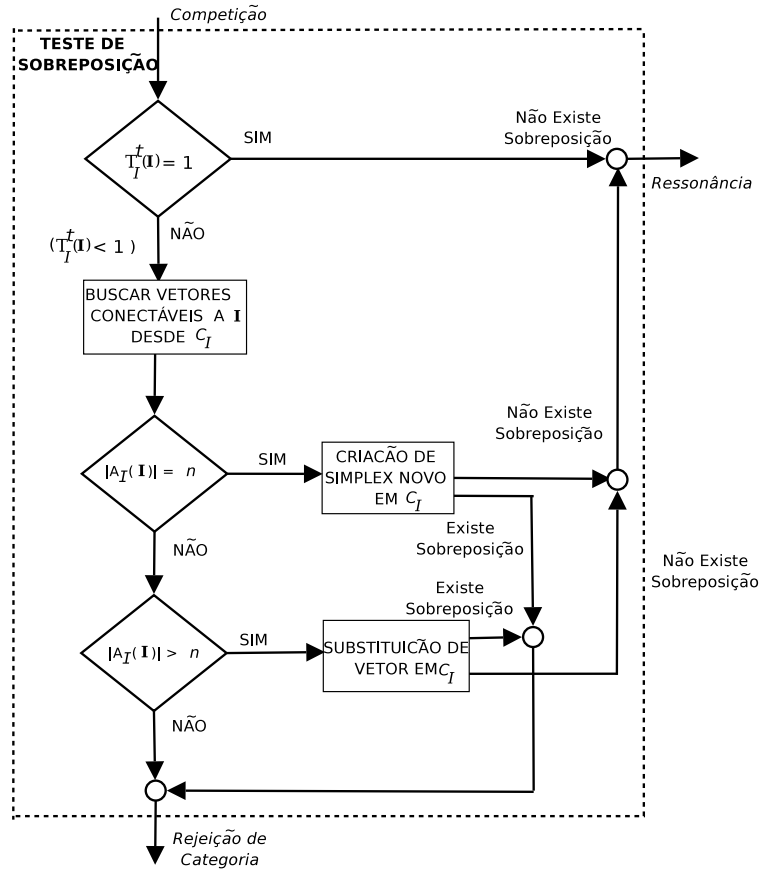 Competição
TESTE DE
SOBREPOSIÇÃO
T_I^t(I) = 1
SIM
Não Existe
Sobreposição
Ressonância
NÃO
(T_I^t(I) < 1 )
BUSCAR VETORES
CONECTÁVEIS A I
DESDE C_I
|A_I(I)| = n
SIM
CRIACÃO DE
SIMPLEX NOVO
EM C_I
Não Existe
Sobreposição
Existe
Sobreposição
NÃO
|A_I(I)| > n
SIM
SUBSTITUICÃO DE
VETOR EM C_I
Existe
Sobreposição
Não Existe
Sobreposição
NÃO
Rejeição de
Categoria